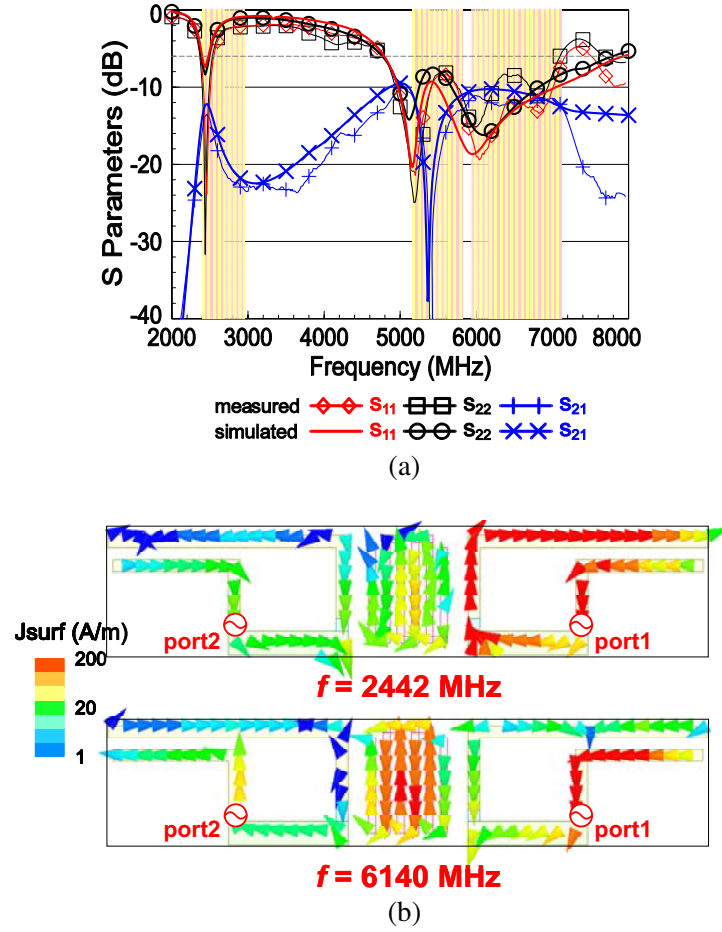 0
-10
-20
-30
-40
S Parameters (dB)
2000 3000 4000 5000 6000 7000 8000
Frequency (MHz)
measured S11 S22 S21
simulated S11 S22 S21
(a)
Jsurf (A/m)
200
20
1
port2
port1
f = 2442 MHz
port2
port1
f = 6140 MHz
(b)